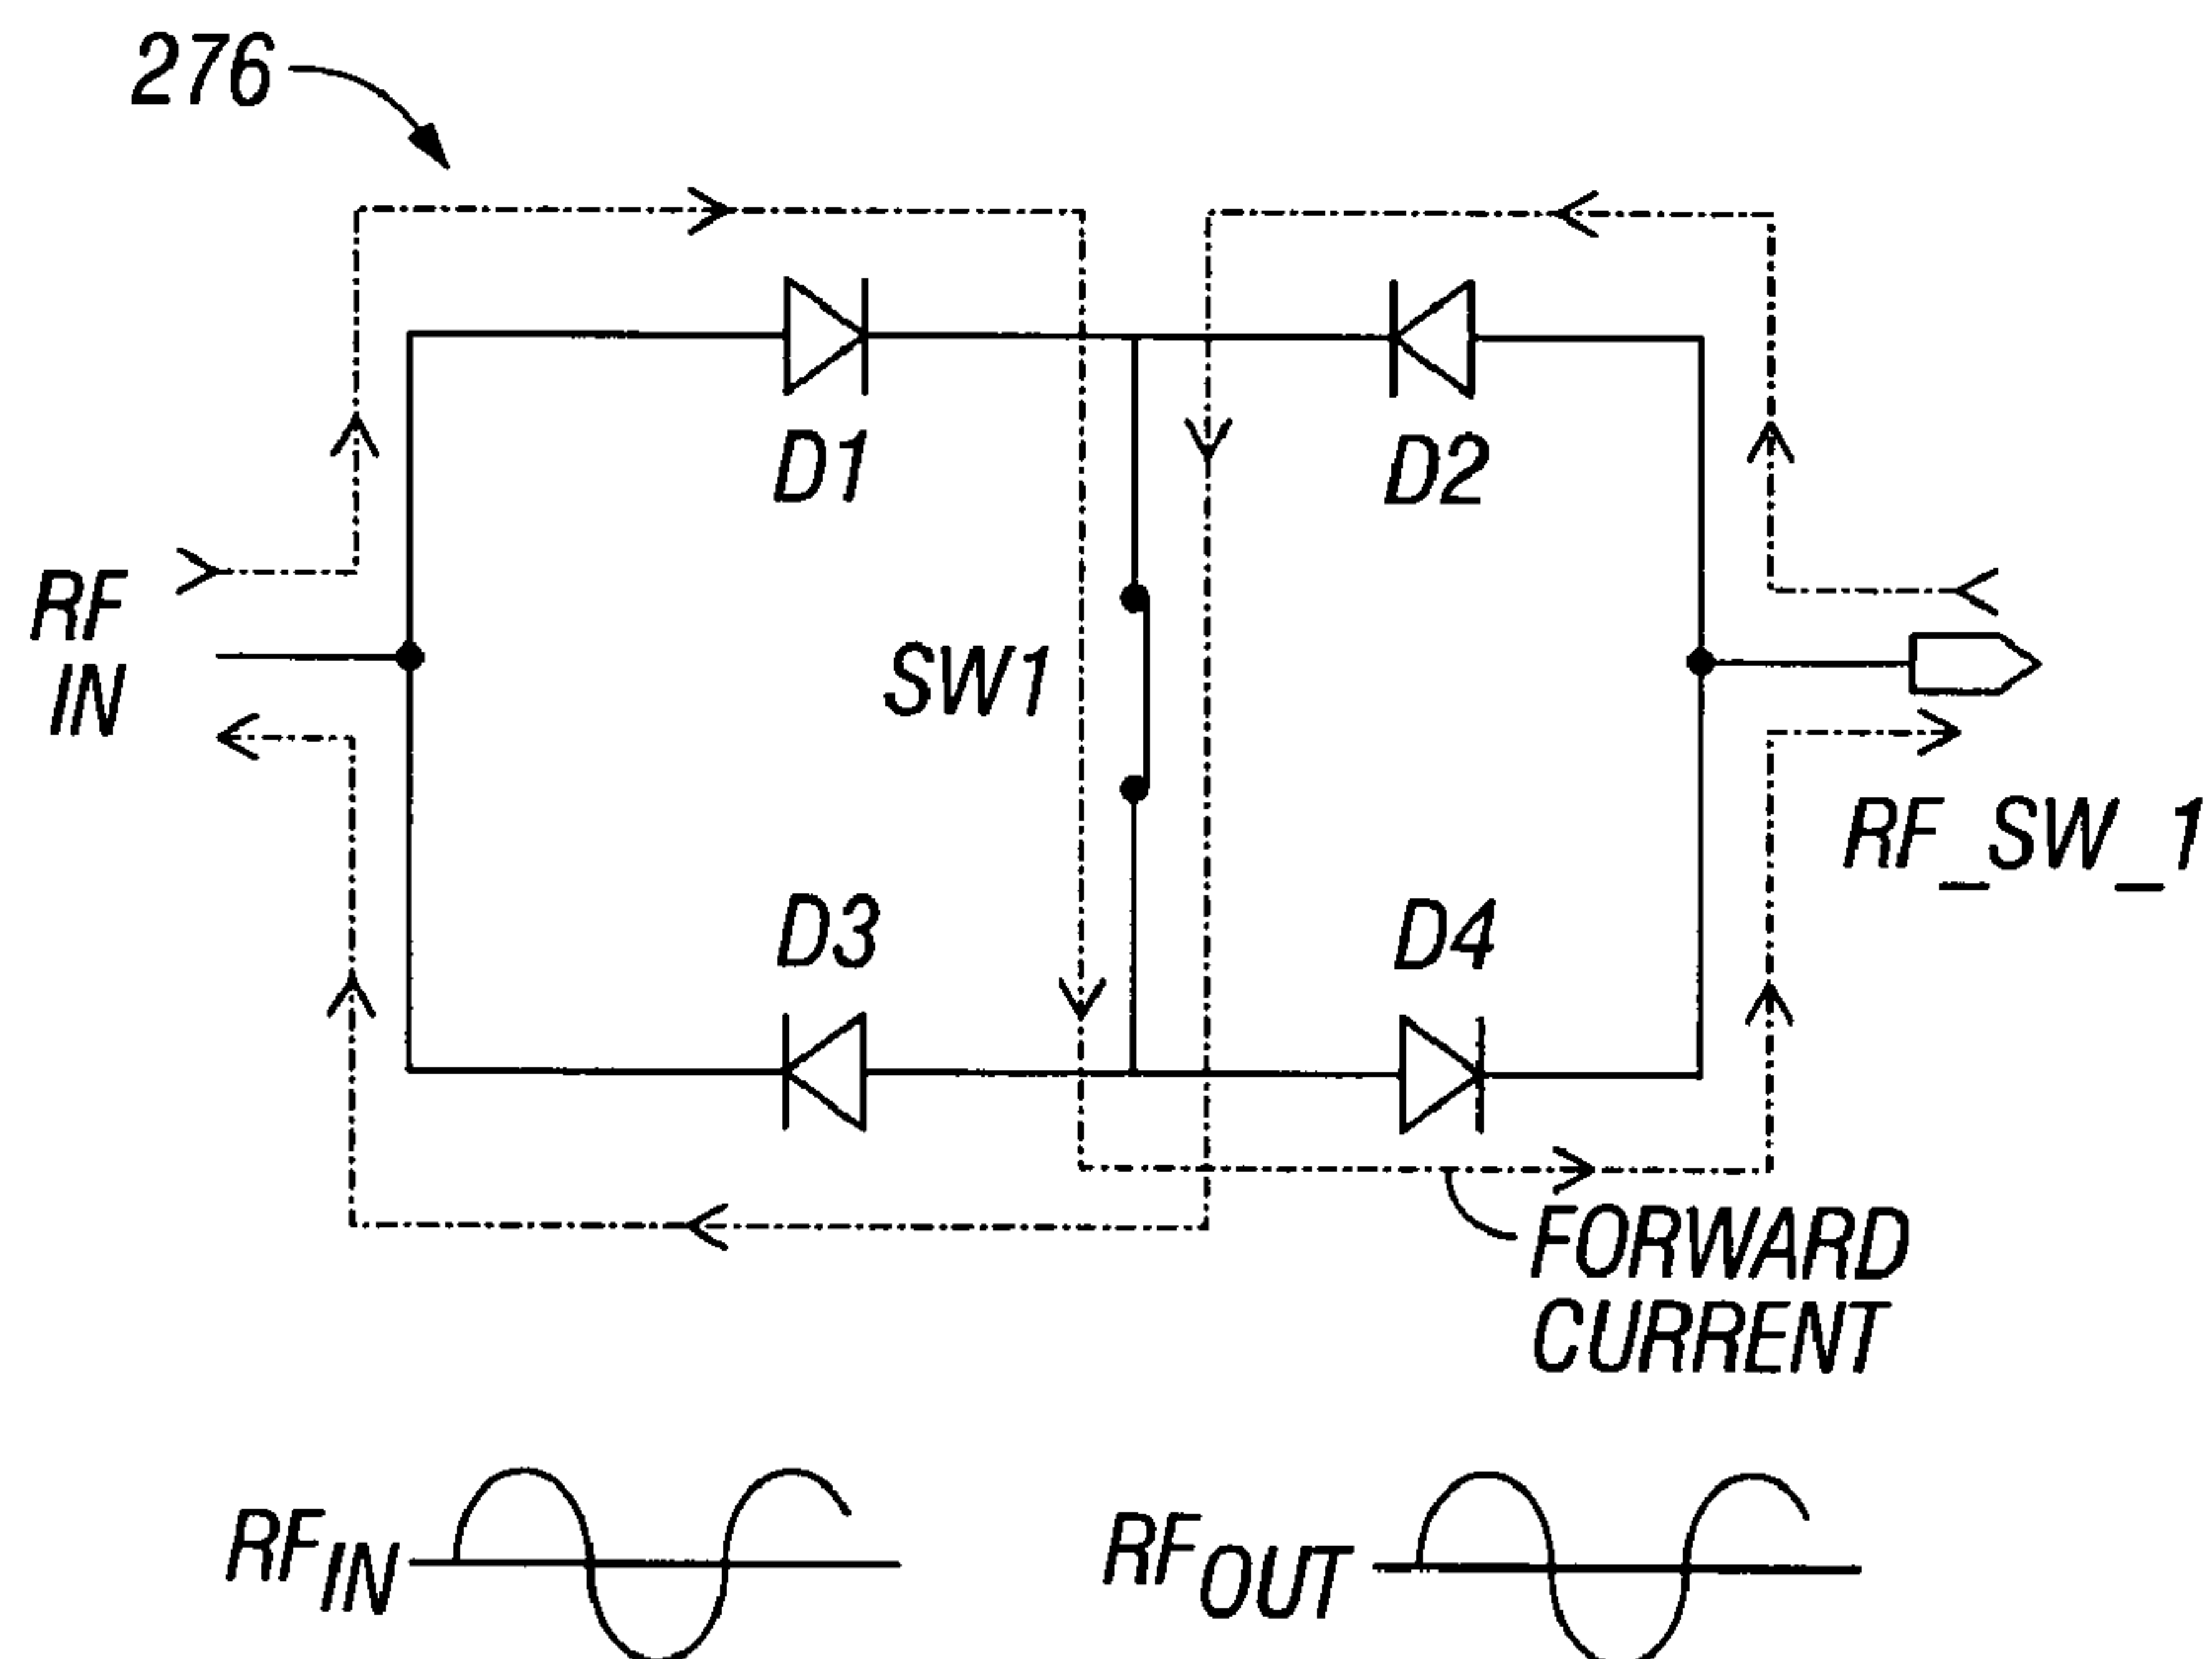 276
D1
D2
RF
IN
SW1
RF_SW_1
D3
D4
FORWARD
CURRENT
RFIN
RFOUT